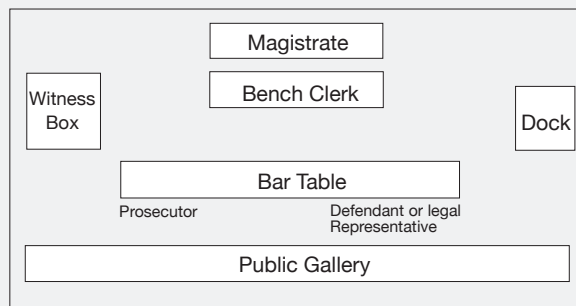 Magistrate
Bench Clerk
Witness
Box
Dock
Bar Table
Prosecutor
Defendant or legal
Representative
Public Gallery